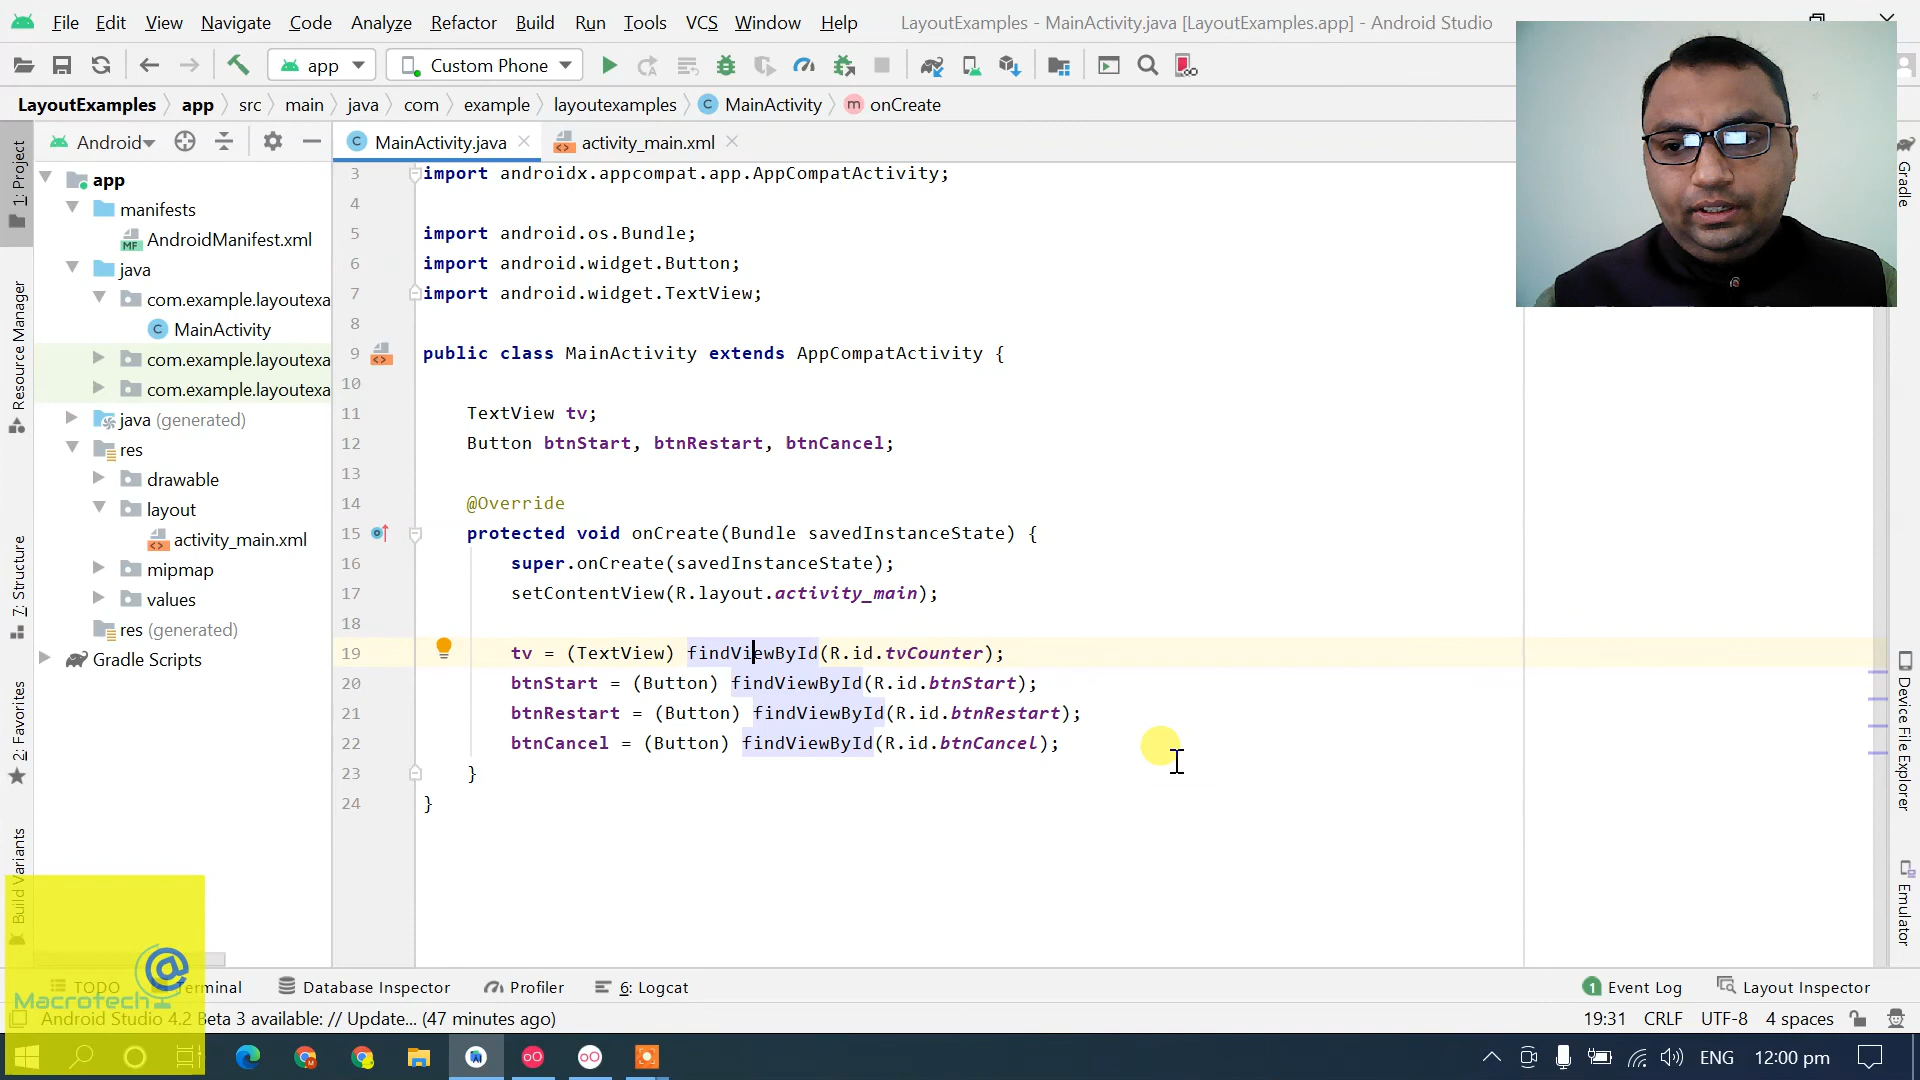 File Edit View Navigate Code Analyze Refactor Build Run Tools VCS Window Help LayoutExamples - MainActivity.java [LayoutExamples.app] - Android Studio
app Custom Phone
LayoutExamples app src main java com example layoutexamples MainActivity onCreate
Android MainActivity.java activity_main.xml
1: Project
Resource Manager
7: Structure
2: Favorites
Build Variants
app
manifests
AndroidManifest.xml
java
com.example.layoutexa
MainActivity
com.example.layoutexa
com.example.layoutexa
java (generated)
res
drawable
layout
activity_main.xml
mipmap
values
res (generated)
Gradle Scripts
3 import androidx.appcompat.app.AppCompatActivity;
4
5 import android.os.Bundle;
6 import android.widget.Button;
7 import android.widget.TextView;
8
9 public class MainActivity extends AppCompatActivity {
10
11 TextView tv;
12 Button btnStart, btnRestart, btnCancel;
13
14 @Override
15 protected void onCreate(Bundle savedInstanceState) {
16 super.onCreate(savedInstanceState);
17 setContentView(R.layout.activity_main);
18
19 tv = (TextView) findViewById(R.id.tvCounter);
20 btnStart = (Button) findViewById(R.id.btnStart);
21 btnRestart = (Button) findViewById(R.id.btnRestart);
22 btnCancel = (Button) findViewById(R.id.btnCancel);
23 }
24 }
Gradle
Device File Explorer
Emulator
TODO Terminal Database Inspector Profiler 6: Logcat 1 Event Log Layout Inspector
Macrotech
Android Studio 4.2 Beta 3 available: // Update... (47 minutes ago) 19:31 CRLF UTF-8 4 spaces
ENG 12:00 pm